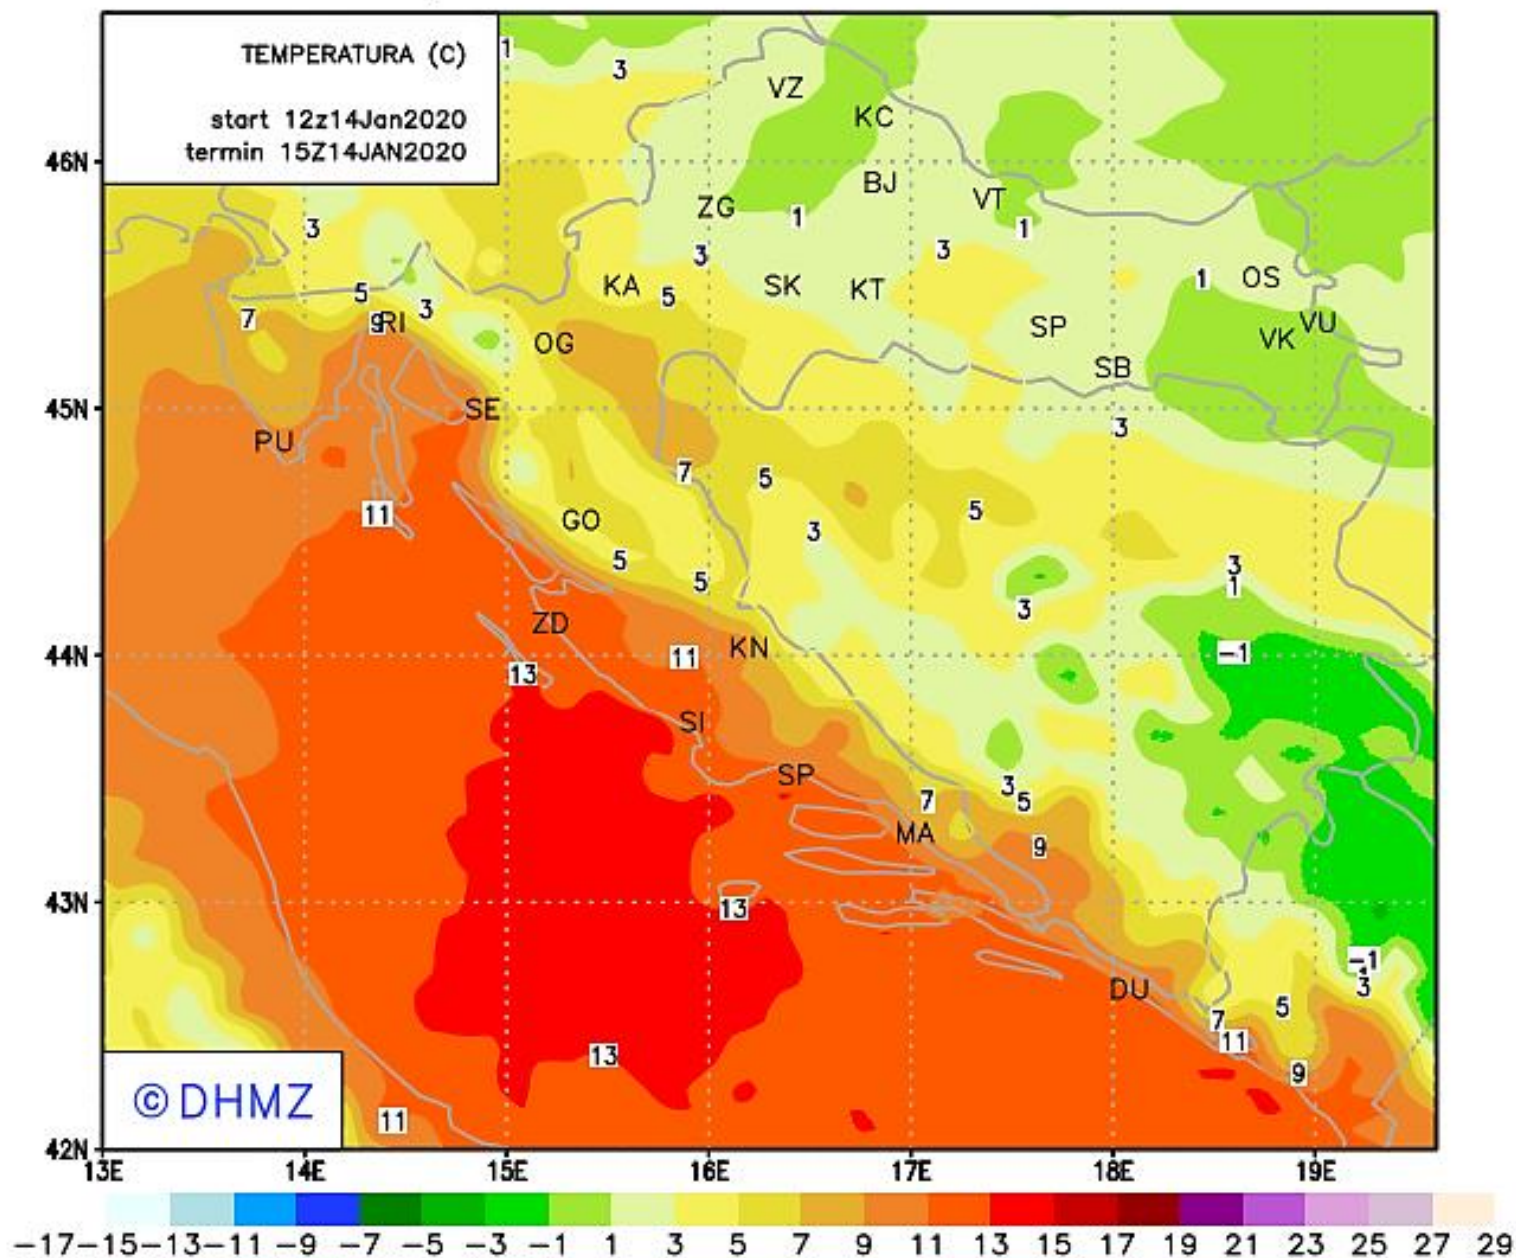 TEMPERATURA (C)
start 12z14Jan2020
termin 15Z14JAN2020
1
3
VZ
KC
46N
BJ
ZG
VT
1
1
3
3
3
KA
5
SK
KT
1
OS
5
3
7
9
RI
OG
SP
VK
VU
SB
45N
SE
PU
3
7
5
11
GO
3
5
5
5
3
1
3
ZD
44N
13
11
KN
-1
SI
SP
3
5
7
MA
9
43N
13
-1
1
3
DU
5
7
11
13
9
©DHMZ
11
42N
13E 14E 15E 16E 17E 18E 19E
-17 -15 -13 -11 -9 -7 -5 -3 -1 1 3 5 7 9 11 13 15 17 19 21 23 25 27 29